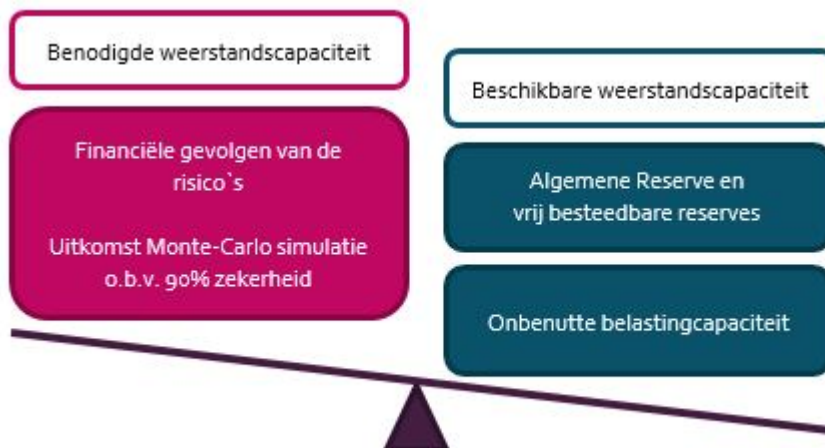 Benodigde weerstandscapaciteit
Financiële gevolgen van de
risico`s
Uitkomst Monte-Carlo simulatie
o.b.v. 90% zekerheid
Beschikbare weerstandscapaciteit
Algemene Reserve en
vrij besteedbare reserves
Onbenutte belastingcapaciteit